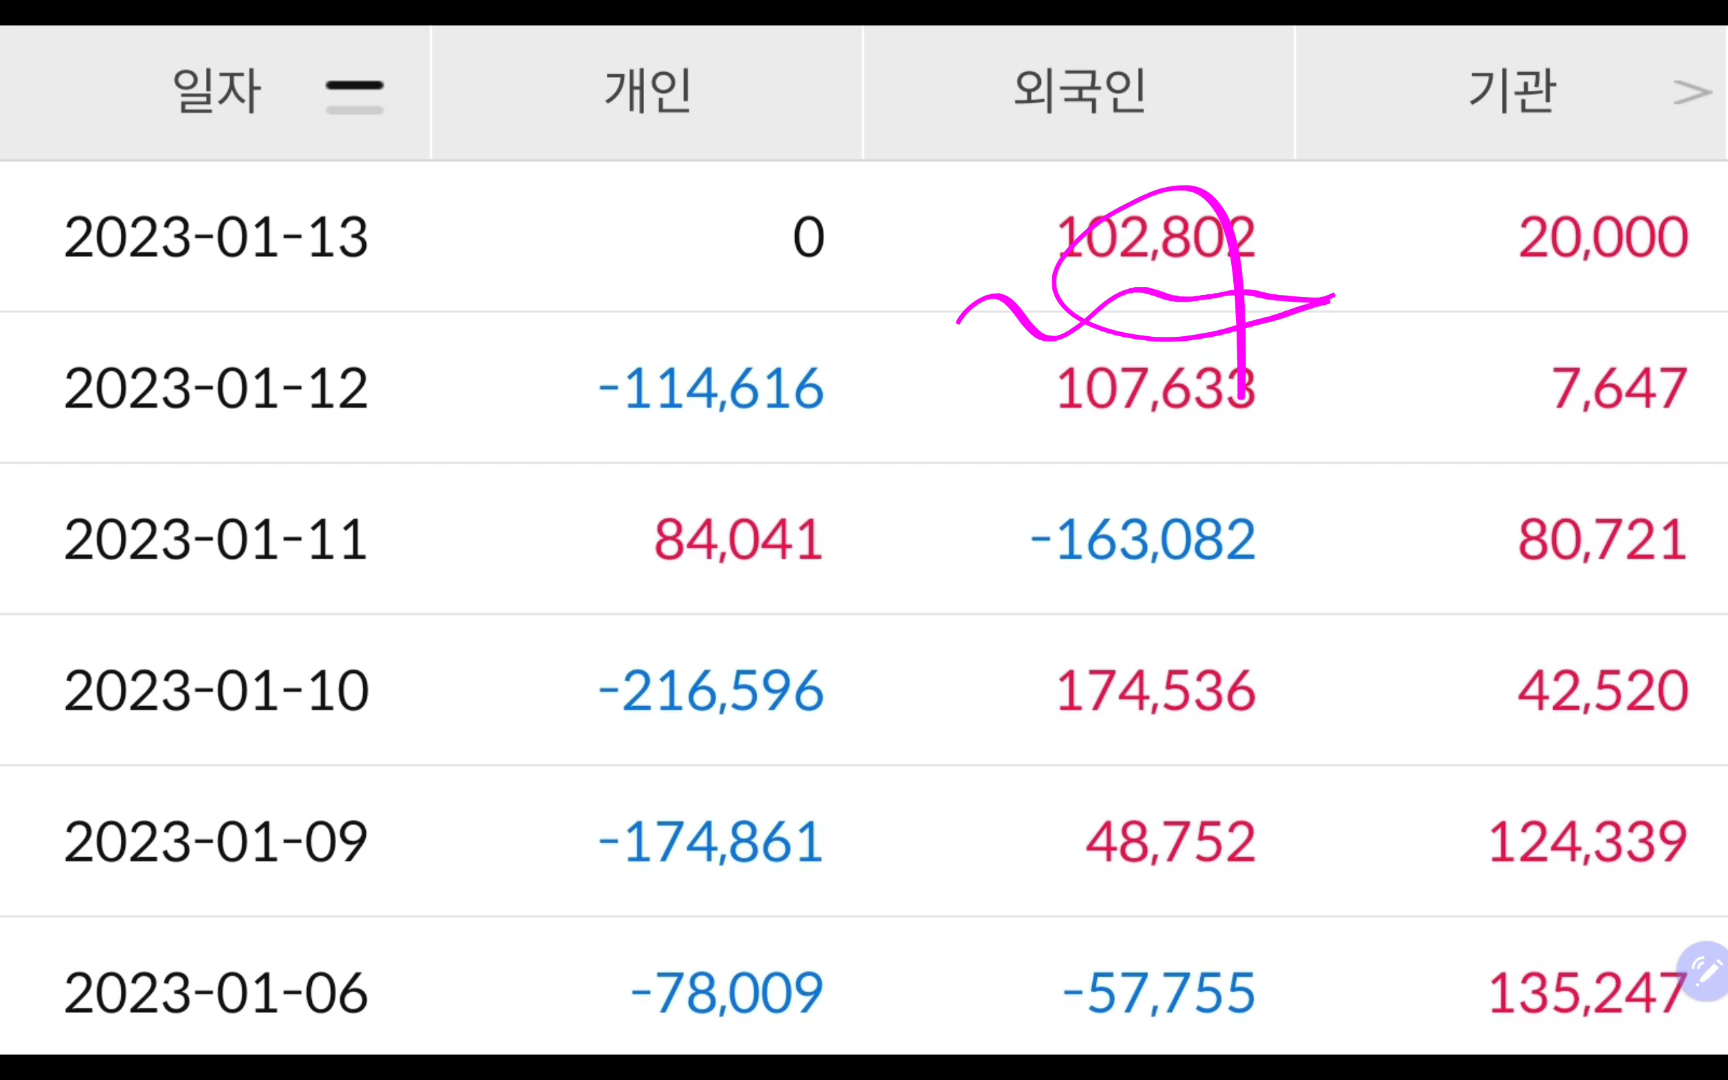 일자 개인 외국인 기관 >
2023-01-13 0 102,802 20,000
2023-01-12 -114,616 107,633 7,647
2023-01-11 84,041 -163,082 80,721
2023-01-10 -216,596 174,536 42,520
2023-01-09 -174,861 48,752 124,339
2023-01-06 -78,009 -57,755 135,247